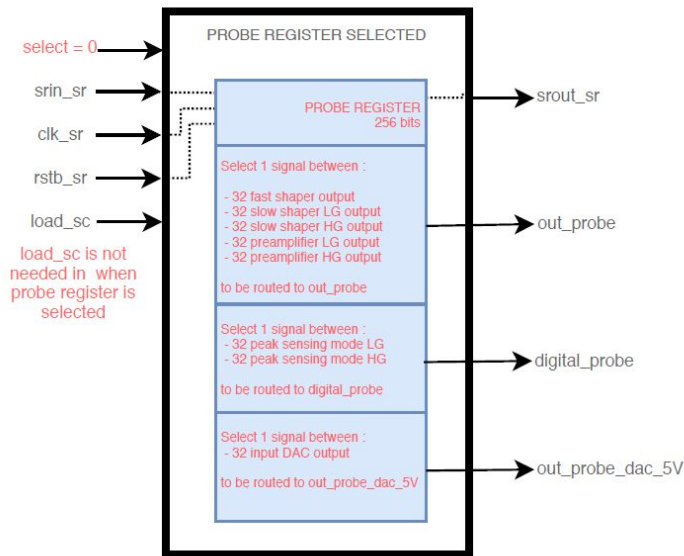 PROBE REGISTER SELECTED
select = 0
srin_sr
clk_sr
rstb_sr
load_sc
load_sc is not
needed in when
probe register is
selected
PROBE REGISTER
256 bits
Select 1 signal between :
- 32 fast shaper output
- 32 slow shaper LG output
- 32 slow shaper HG output
- 32 preamplifier LG output
- 32 preamplifier HG output
to be routed to out_probe
Select 1 signal between :
- 32 peak sensing mode LG
- 32 peak sensing mode HG
to be routed to digital_probe
Select 1 signal between :
- 32 input DAC output
to be routed to out_probe_dac_5V
srout_sr
out_probe
digital_probe
out_probe_dac_5V